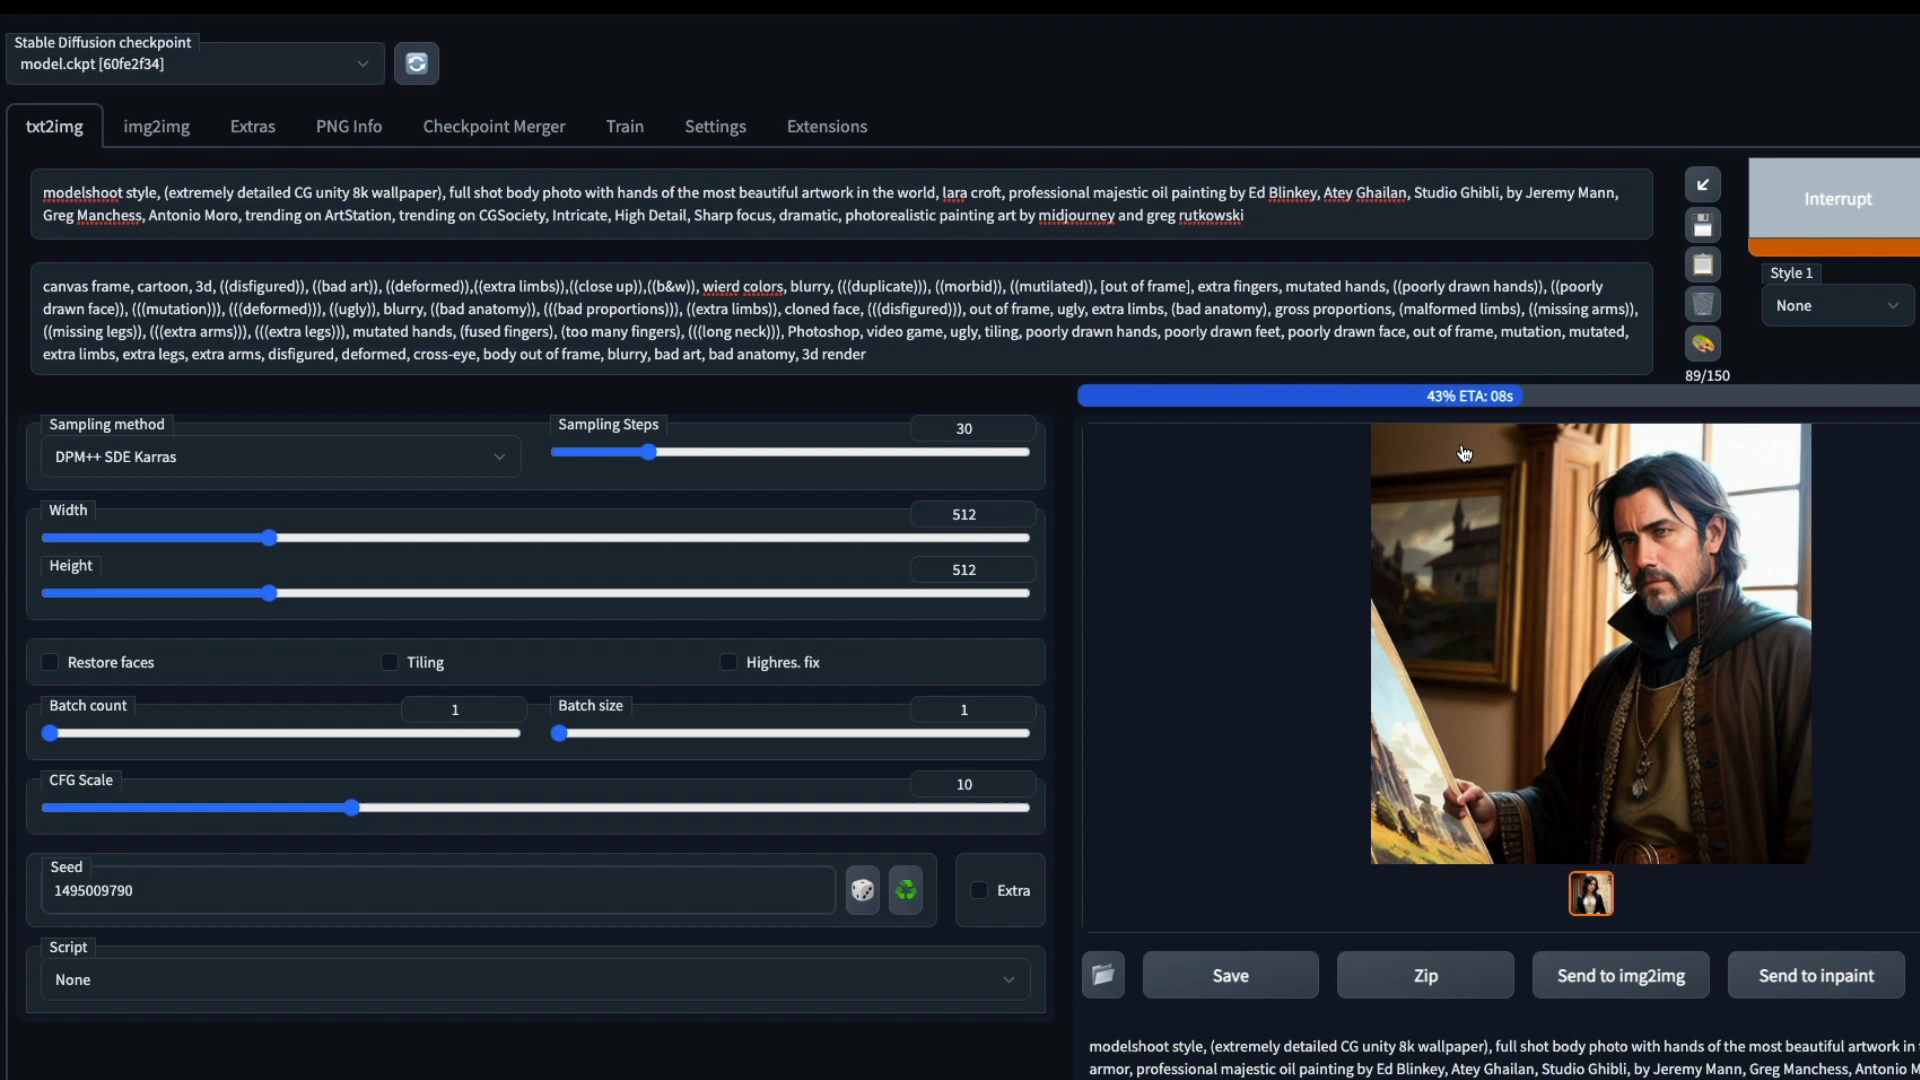 Stable Diffusion checkpoint
model.ckpt [60fe2f34]
txt2img
img2img
Extras
PNG Info
Checkpoint Merger
Train
Settings
Extensions
modelshoot style, (extremely detailed CG unity 8k wallpaper), full shot body photo with hands of the most beautiful artwork in the world, lara croft, professional majestic oil painting by Ed Blinkey, Atey Ghailan, Studio Ghibli, by Jeremy Mann,
Greg Manchess, Antonio Moro, trending on ArtStation, trending on CGSociety, Intricate, High Detail, Sharp focus, dramatic, photorealistic painting art by midjourney and greg rutkowski
canvas frame, cartoon, 3d, ((disfigured)), ((bad art)), ((deformed)),((extra limbs)),((close up)),((b&w)), wierd colors, blurry, (((duplicate))), ((morbid)), ((mutilated)), [out of frame], extra fingers, mutated hands, ((poorly drawn hands)), ((poorly
drawn face)), (((mutation))), (((deformed))), ((ugly)), blurry, ((bad anatomy)), (((bad proportions))), ((extra limbs)), cloned face, (((disfigured))), out of frame, ugly, extra limbs, (bad anatomy), gross proportions, (malformed limbs), ((missing arms)),
((missing legs)), (((extra arms))), (((extra legs))), mutated hands, (fused fingers), (too many fingers), (((long neck))), Photoshop, video game, ugly, tiling, poorly drawn hands, poorly drawn feet, poorly drawn face, out of frame, mutation, mutated,
extra limbs, extra legs, extra arms, disfigured, deformed, cross-eye, body out of frame, blurry, bad art, bad anatomy, 3d render
Interrupt
Style 1
None
89/150
43% ETA: 08s
Sampling method
DPM++ SDE Karras
Sampling Steps
30
Width
512
Height
512
Restore faces
Tiling
Highres. fix
Batch count
1
Batch size
1
CFG Scale
10
Seed
1495009790
Extra
Script
None
Save
Zip
Send to img2img
Send to inpaint
modelshoot style, (extremely detailed CG unity 8k wallpaper), full shot body photo with hands of the most beautiful artwork in
armor, professional majestic oil painting by Ed Blinkey, Atey Ghailan, Studio Ghibli, by Jeremy Mann, Greg Manchess, Antonio